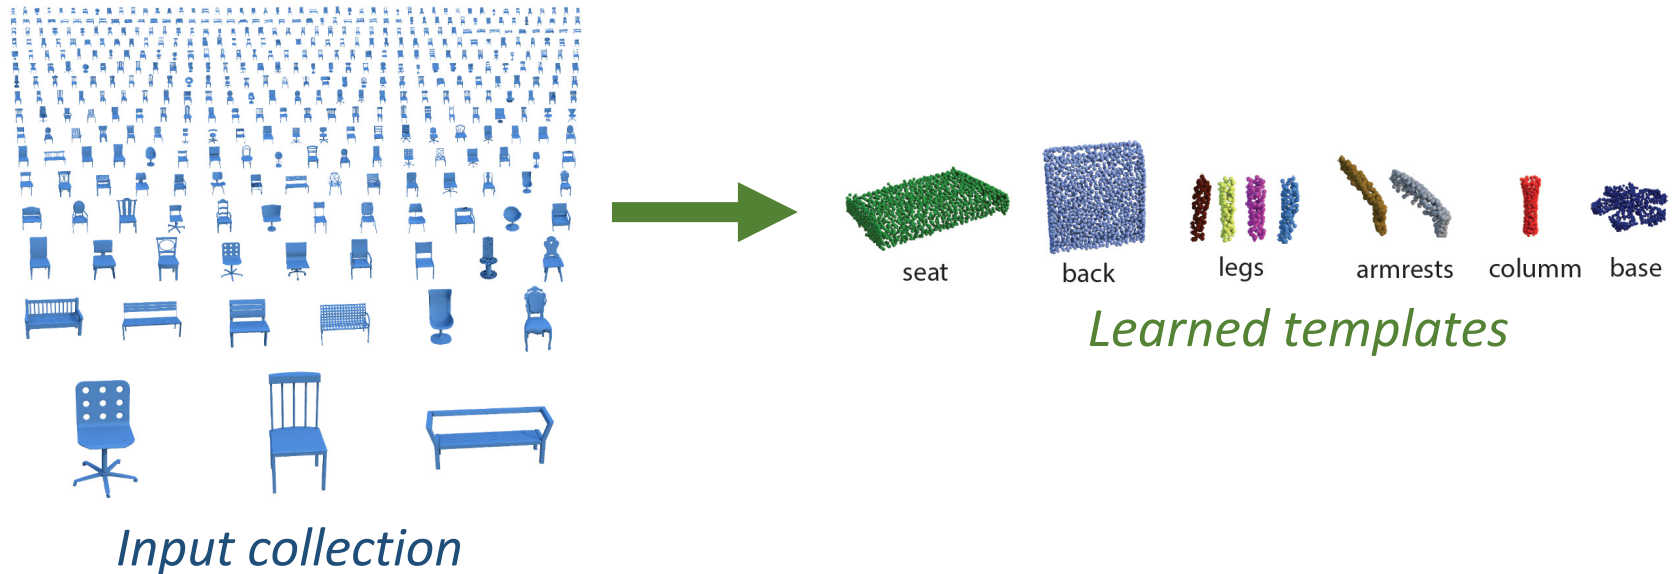 seat
back
legs
armrests
columm
base
Learned templates
Input collection